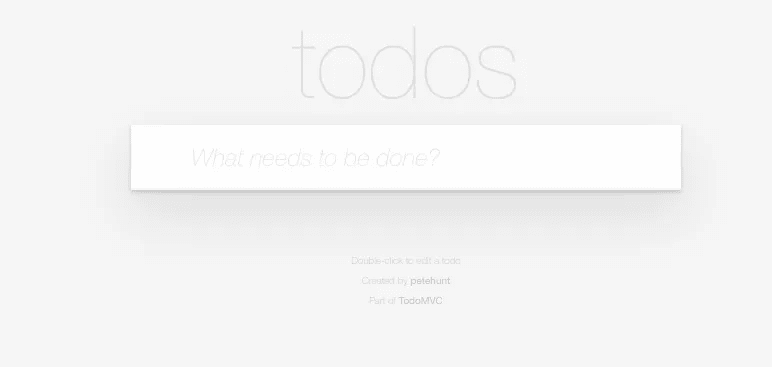 todos
What needs to be done?
Double-click to edit a todo
Created by petehunt
Part of TodoMVC